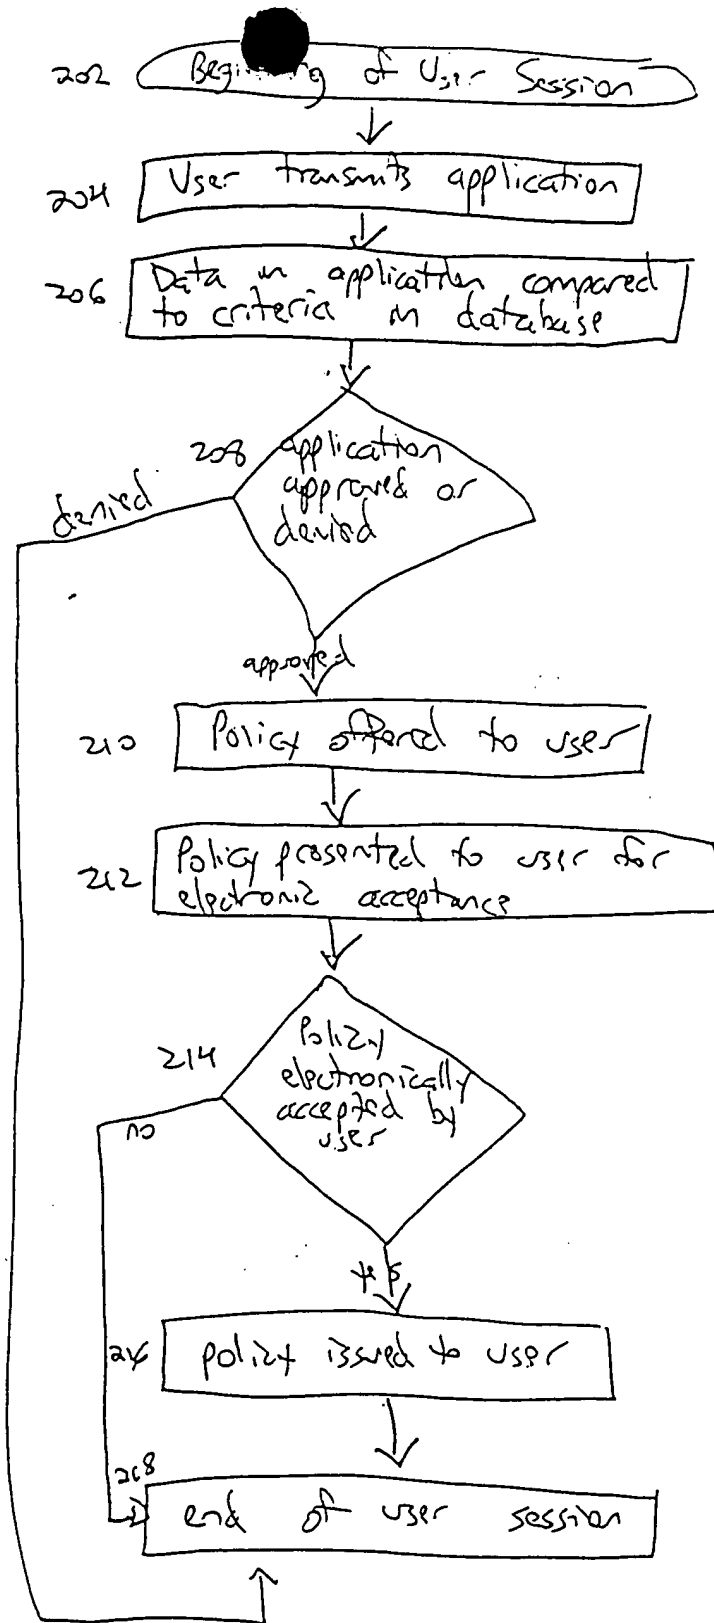 202 Beginning of User Session
204 User transmits application
206 Data in application compared
to criteria in database
208 application
approved or
denied
denied
approved
210 Policy offered to user
212 Policy presented to user for
electronic acceptance
214 Policy
electronically
accepted by
user
no
yes
216 policy issued to user
218
end of user session